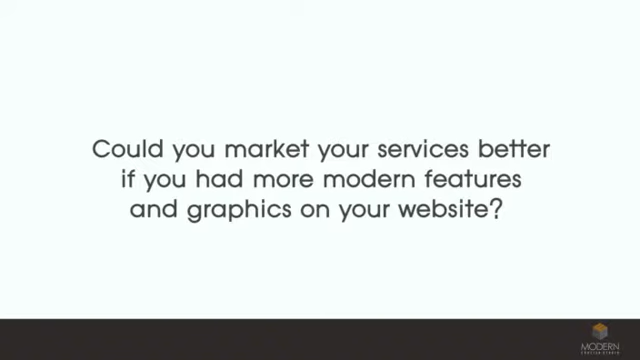 Could you market your services better
if you had more modern features
and graphics on your website?
MODERN